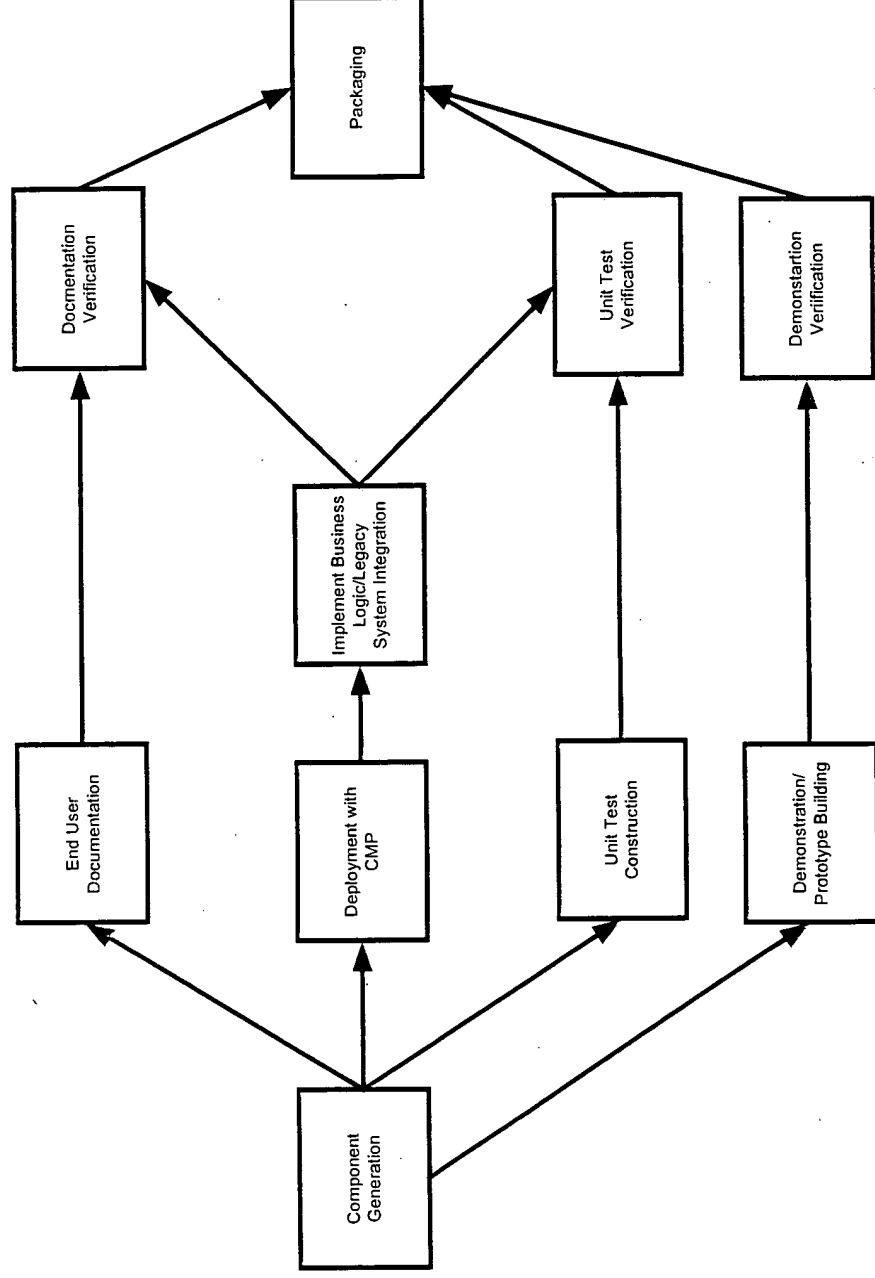 Component
Generation
End User
Documentation
Deployment with
CMP
Unit Test
Construction
Demonstration/
Prototype Building
Implement Business
Logic/Legacy
System Integration
Docmentation
Verification
Unit Test
Verification
Demonstartion
Veriification
Packaging